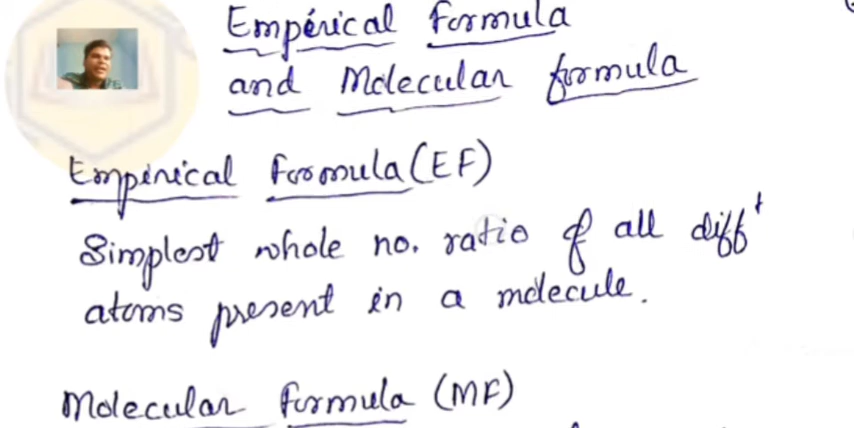 Empirical Formula
and Molecular formula
Empirical Formula (EF)
Simplest whole no. ratio of all diff't
atoms present in a molecule.
Molecular formula (MF)